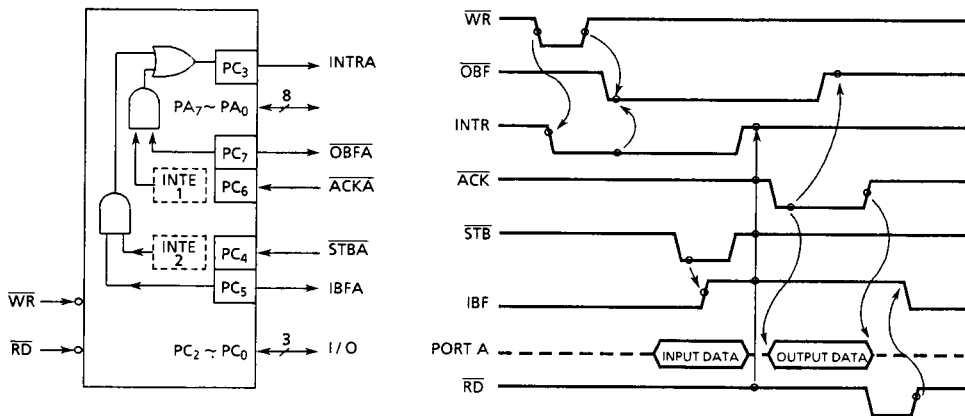 INTRA
PC3
PA7 ~ PA0
8
PC7
OBFA
INTE
1
PC6
ACKA
INTE
2
PC4
STBA
PC5
IBFA
WR
RD
PC2 ~ PC0
3
I/O
WR
OBF
INTR
ACK
STB
IBF
PORT A
INPUT DATA
OUTPUT DATA
RD